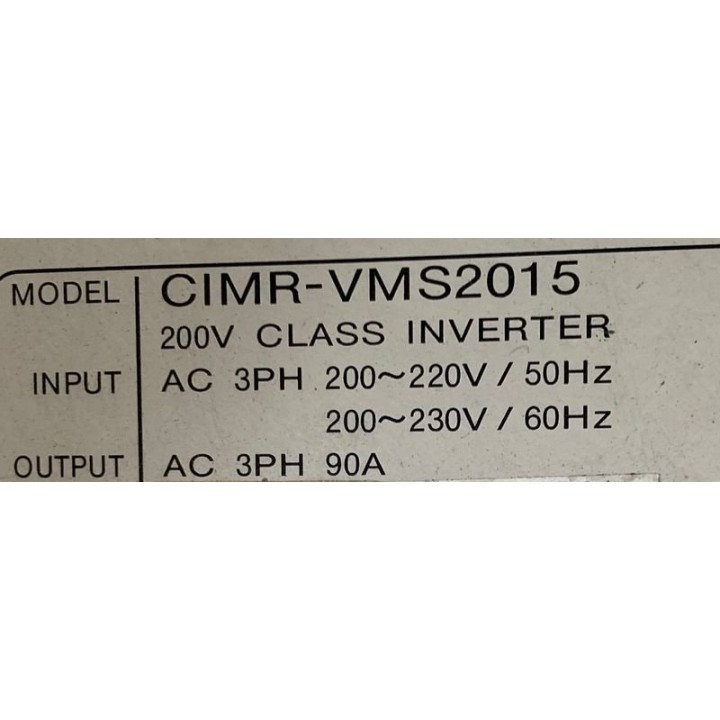 MODEL CIMR-VMS2015
200V CLASS INVERTER
INPUT AC 3PH 200~220V / 50Hz
200~230V / 60Hz
OUTPUT AC 3PH 90A